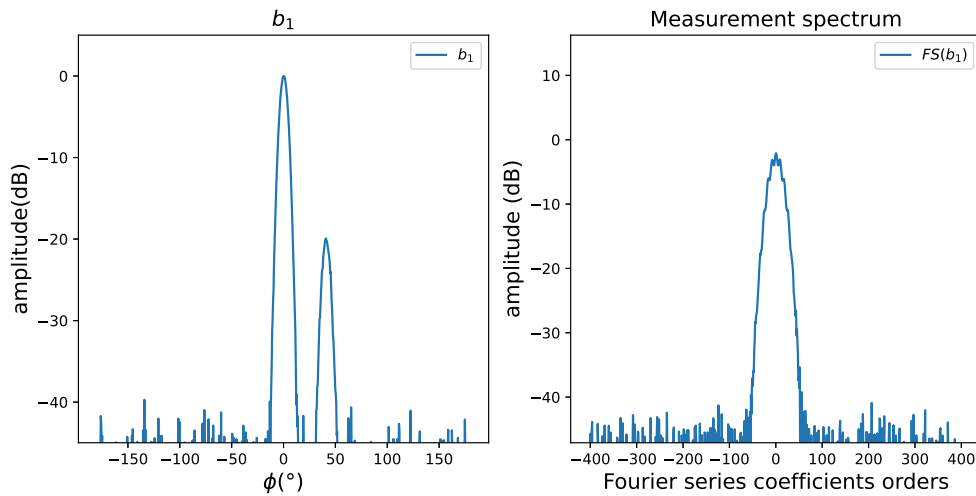 b₁
b₁
0
−10
−20
−30
−40
amplitude(dB)
−150 −100 −50 0 50 100 150
ϕ(°)
Measurement spectrum
FS(b₁)
10
0
−10
−20
−30
−40
amplitude (dB)
−400 −300 −200 −100 0 100 200 300 400
Fourier series coefficients orders